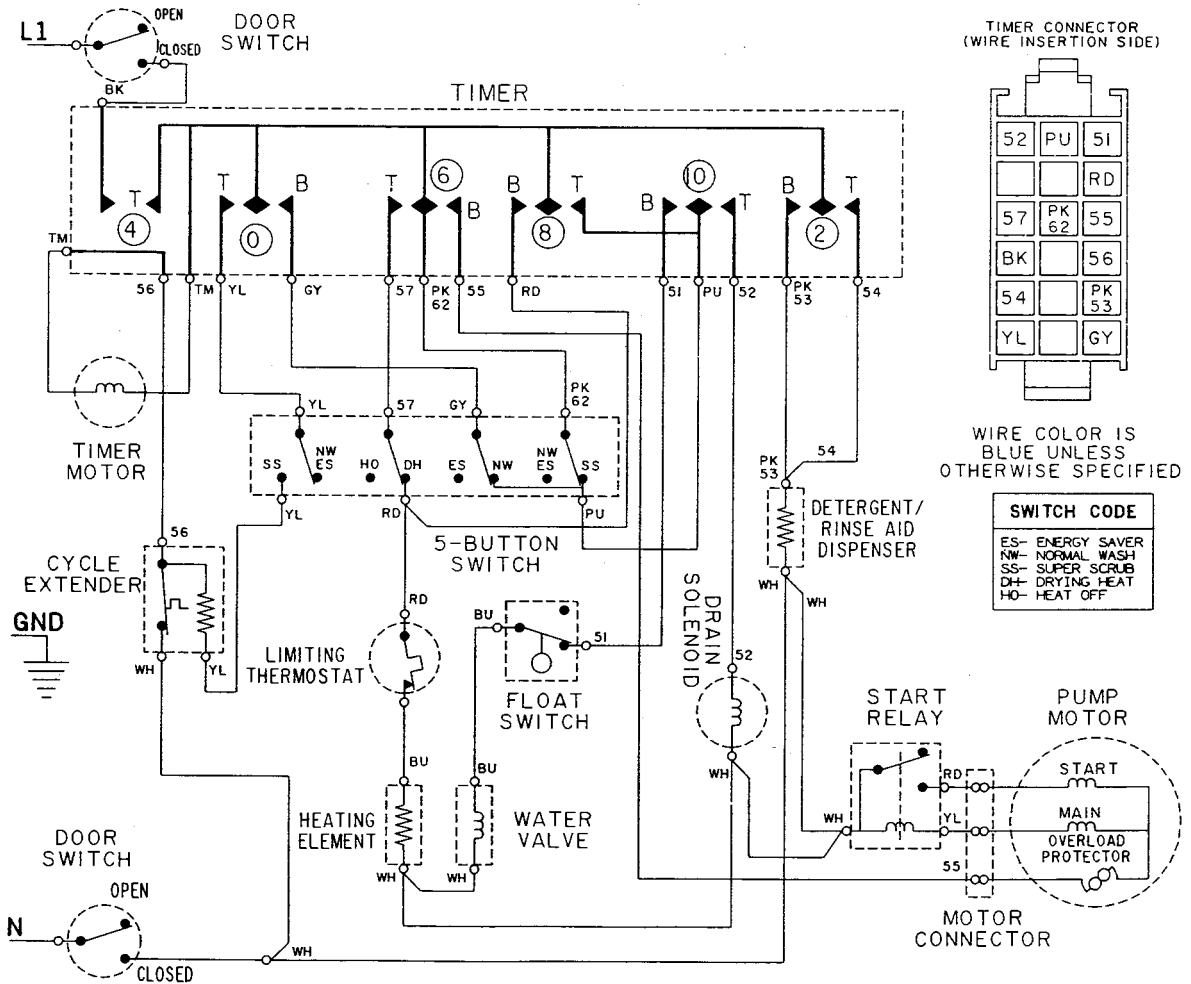 L1
OPEN
CLOSED
DOOR
SWITCH
BK
TIMER
TIMER CONNECTOR
(WIRE INSERTION SIDE)
52 PU 51
RD
57 PK 62 55
BK 56
54 PK 53
YL GY
WIRE COLOR IS
BLUE UNLESS
OTHERWISE SPECIFIED
SWITCH CODE
ES- ENERGY SAVER
NW- NORMAL WASH
SS- SUPER SCRUB
DH- DRYING HEAT
HO- HEAT OFF
T
4
T
0
B
T
6
B
B
8
T
B
10
T
B
2
T
TM
56
TM
YL
GY
57
PK
62
55
RD
51
PU
52
PK
53
54
TIMER
MOTOR
YL
57
GY
PK
62
SS
NW
ES
HO
DH
ES
NW
NW
ES
SS
YL
RD
PU
5-BUTTON
SWITCH
PK
53
54
DETERGENT/
RINSE AID
DISPENSER
WH
WH
56
CYCLE
EXTENDER
WH
YL
GND
RD
LIMITING
THERMOSTAT
BU
51
FLOAT
SWITCH
DRAIN
SOLENOID
52
WH
BU
HEATING
ELEMENT
WH
BU
WATER
VALVE
WH
START
RELAY
WH
RD
YL
55
MOTOR
CONNECTOR
PUMP
MOTOR
START
MAIN
OVERLOAD
PROTECTOR
DOOR
SWITCH
OPEN
N
CLOSED
WH